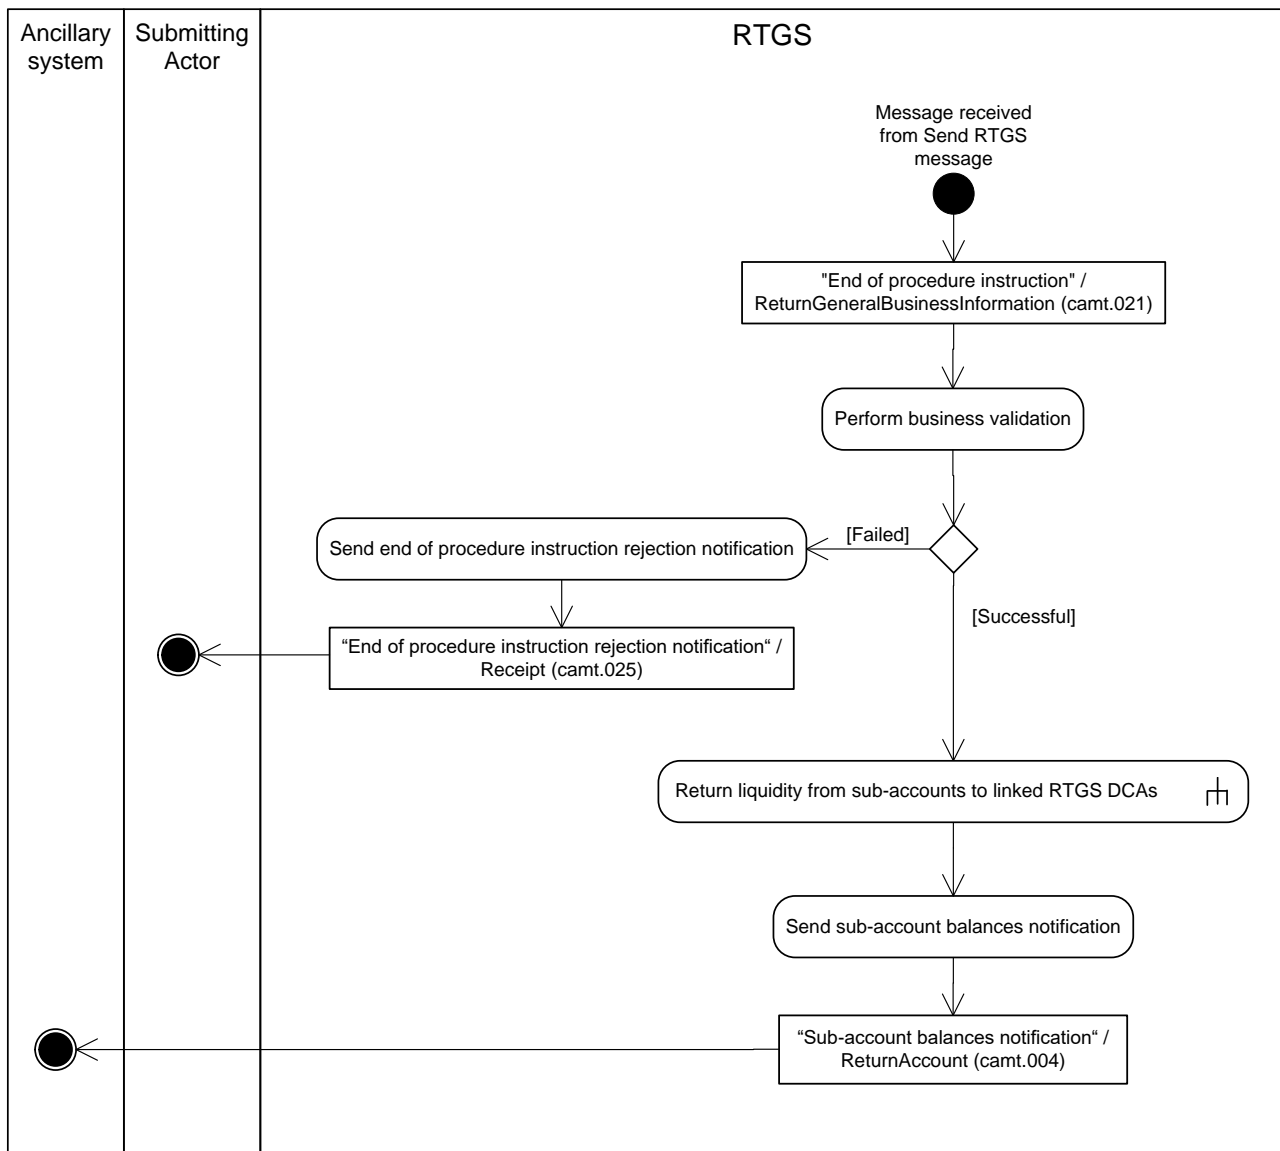 Ancillary
system
Submitting
Actor
RTGS
Message received
from Send RTGS
message
"End of procedure instruction" /
ReturnGeneralBusinessInformation (camt.021)
Perform business validation
[Failed]
Send end of procedure instruction rejection notification
[Successful]
“End of procedure instruction rejection notification“ /
Receipt (camt.025)
Return liquidity from sub-accounts to linked RTGS DCAs
Send sub-account balances notification
“Sub-account balances notification“ /
ReturnAccount (camt.004)